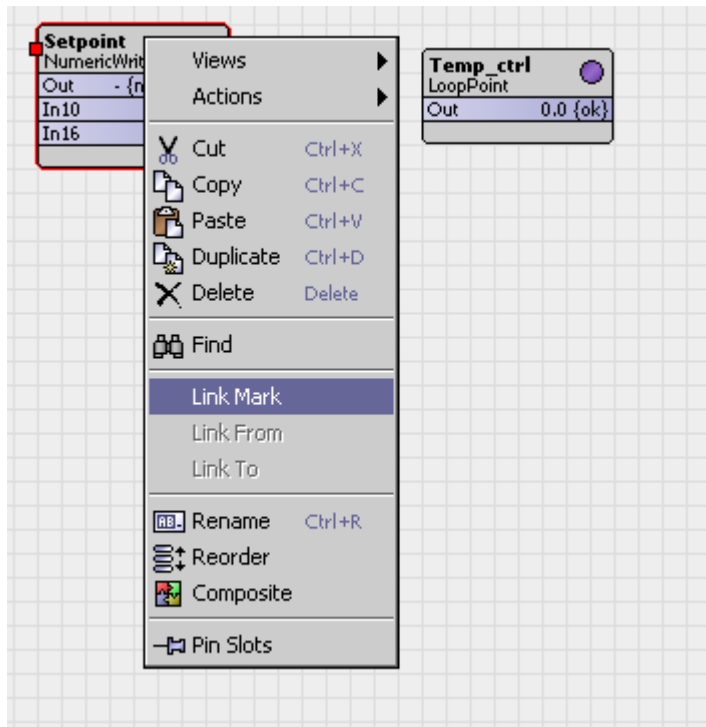 Setpoint
NumericWrit
Out - {n
In10
In16
Views
Actions
Cut Ctrl+X
Copy Ctrl+C
Paste Ctrl+V
Duplicate Ctrl+D
Delete Delete
Find
Link Mark
Link From
Link To
Rename Ctrl+R
Reorder
Composite
Pin Slots
Temp_ctrl
LoopPoint
Out 0.0 {ok}